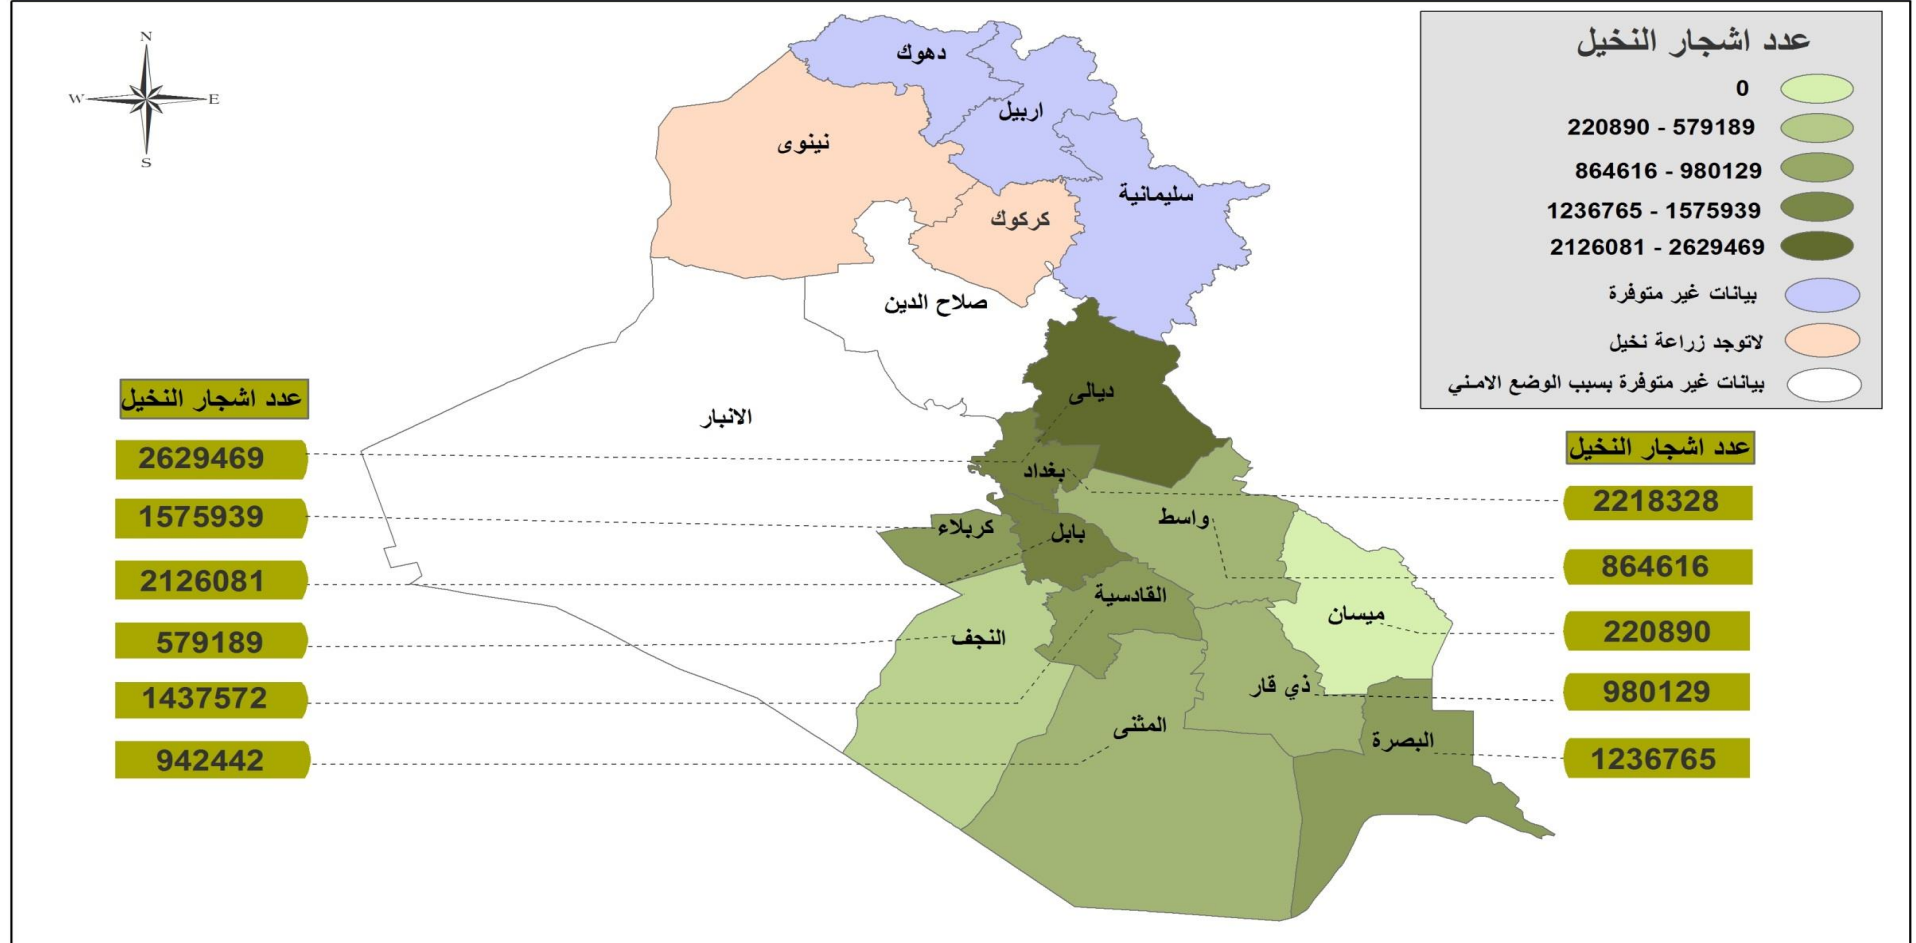 N
W
E
S
عدد اشجار النخيل
0
220890 - 579189
864616 - 980129
1236765 - 1575939
2126081 - 2629469
بيانات غير متوفرة
لاتوجد زراعة نخيل
بيانات غير متوفرة بسبب الوضع الامني
دهوك
اربيل
نينوى
سليمانية
كركوك
صلاح الدين
ديالى
الانبار
بغداد
واسط
كربلاء
بابل
القادسية
ميسان
النجف
ذي قار
المثنى
البصرة
عدد اشجار النخيل
2629469
1575939
2126081
579189
1437572
942442
عدد اشجار النخيل
2218328
864616
220890
980129
1236765